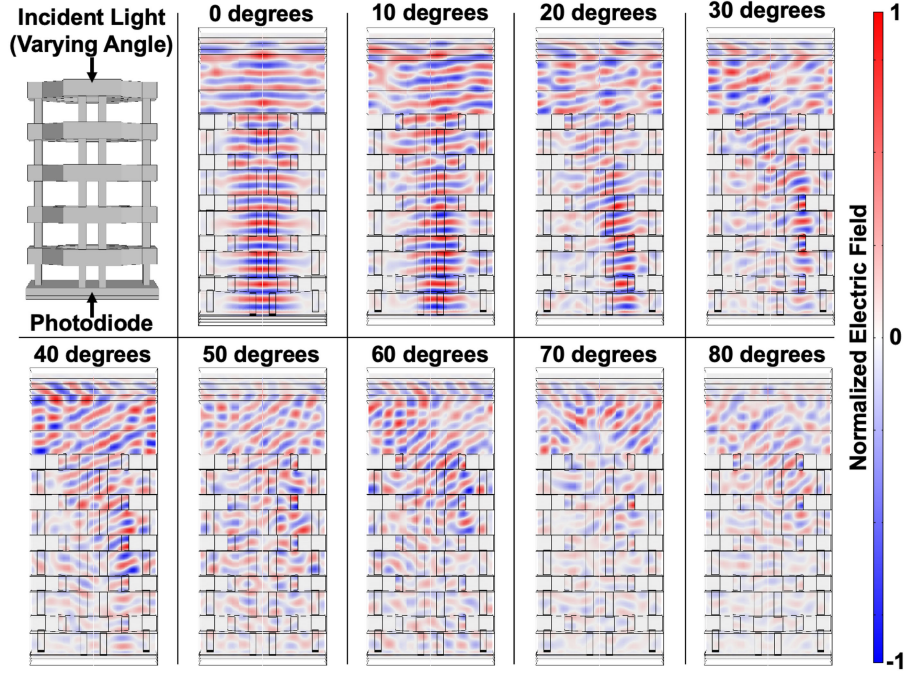 Incident Light
(Varying Angle)
Photodiode
0 degrees
10 degrees
20 degrees
30 degrees
40 degrees
50 degrees
60 degrees
70 degrees
80 degrees
Normalized Electric Field
1
0
-1